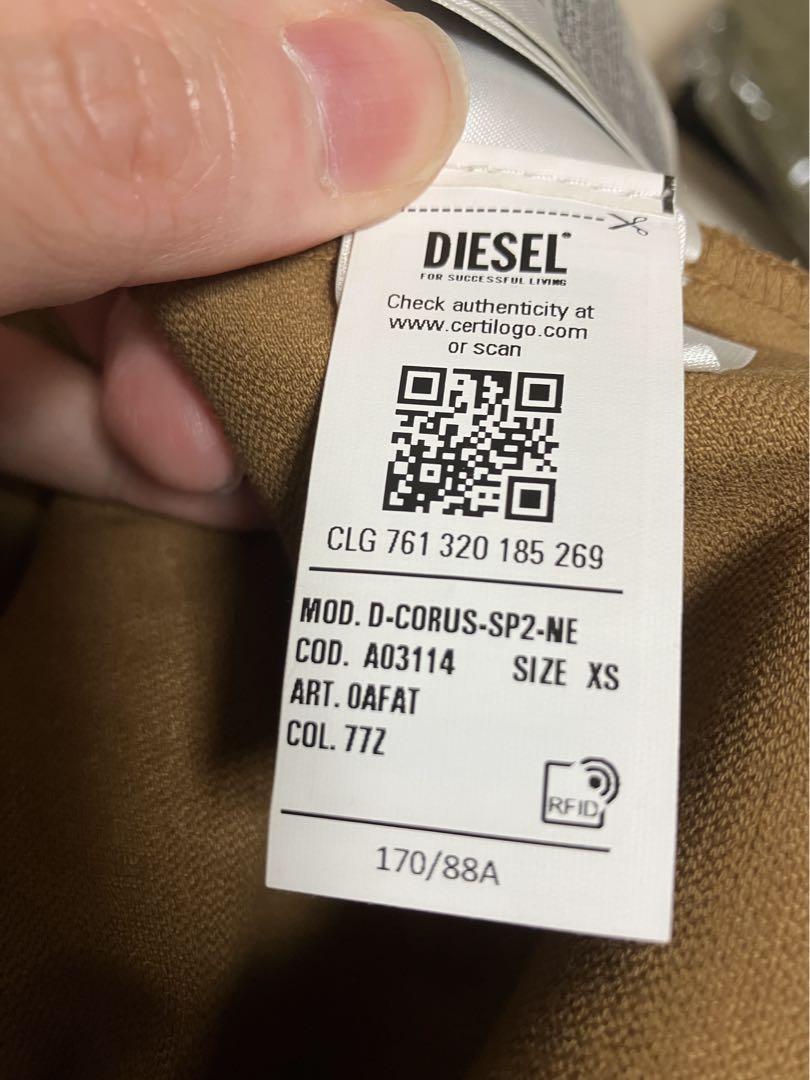 DIESEL
FOR SUCCESSFUL LIVING
Check authenticity at
www.certilogo.com
or scan
CLG 761 320 185 269
MOD. D-CORUS-SP2-NE
COD. A03114 SIZE XS
ART. 0AFAT
COL. 77Z
RFID
170/88A